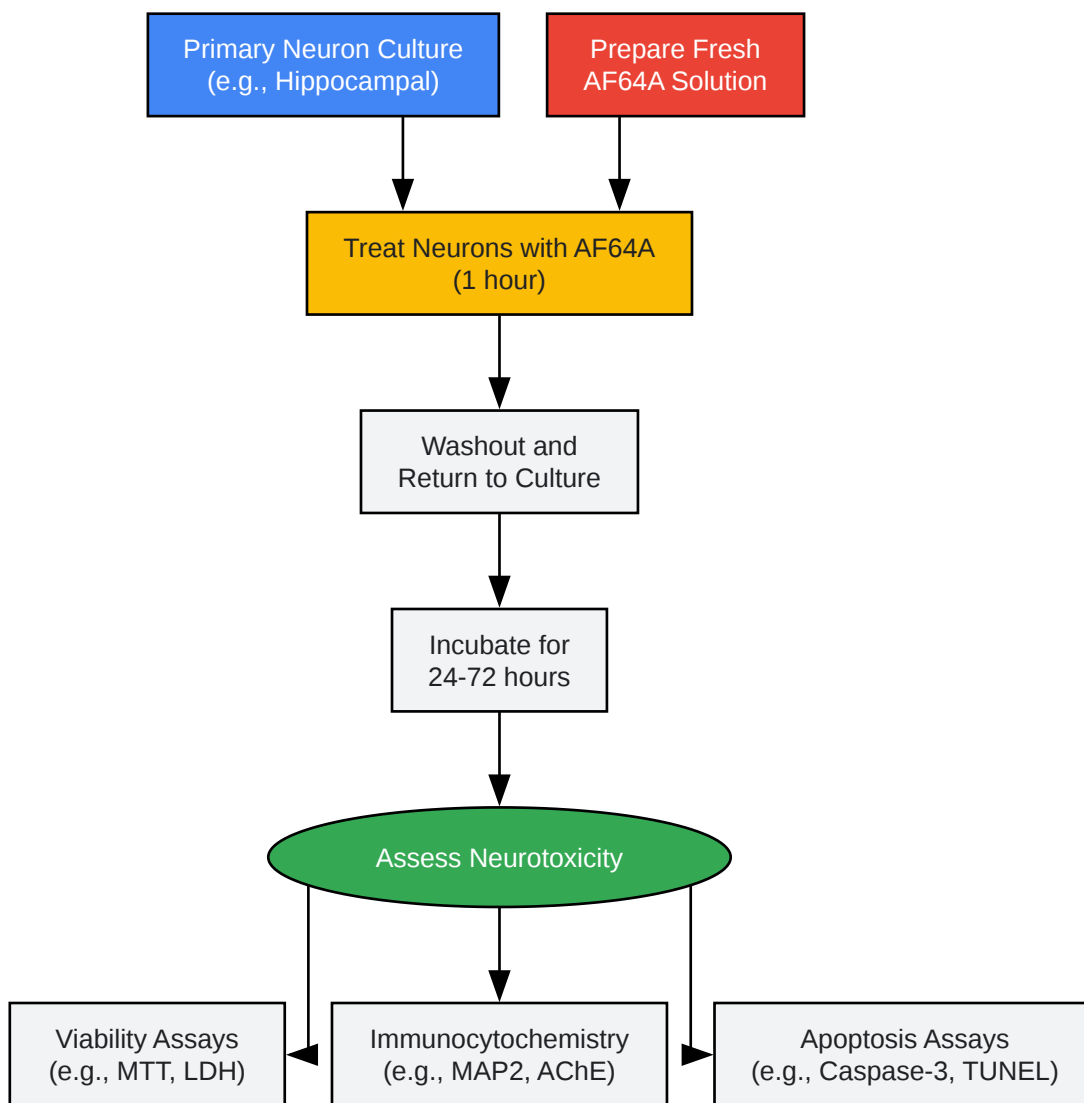 Primary Neuron Culture
(e.g., Hippocampal)
Prepare Fresh
AF64A Solution
Treat Neurons with AF64A
(1 hour)
Washout and
Return to Culture
Incubate for
24-72 hours
Assess Neurotoxicity
Viability Assays
(e.g., MTT, LDH)
Immunocytochemistry
(e.g., MAP2, AChE)
Apoptosis Assays
(e.g., Caspase-3, TUNEL)